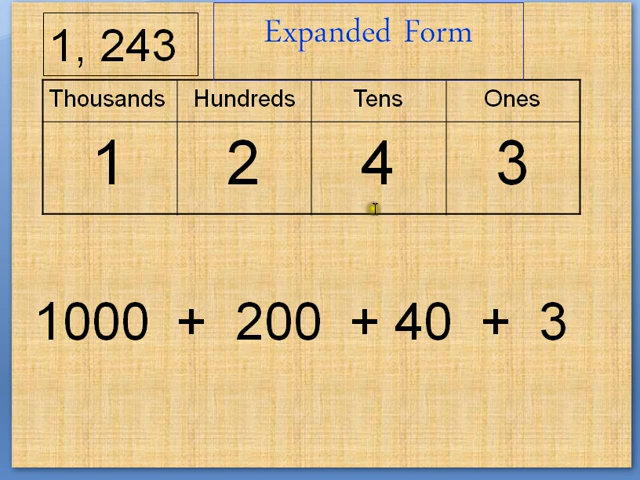 1, 243
Expanded Form
Thousands Hundreds Tens Ones
1 2 4 3
1000 + 200 + 40 + 3